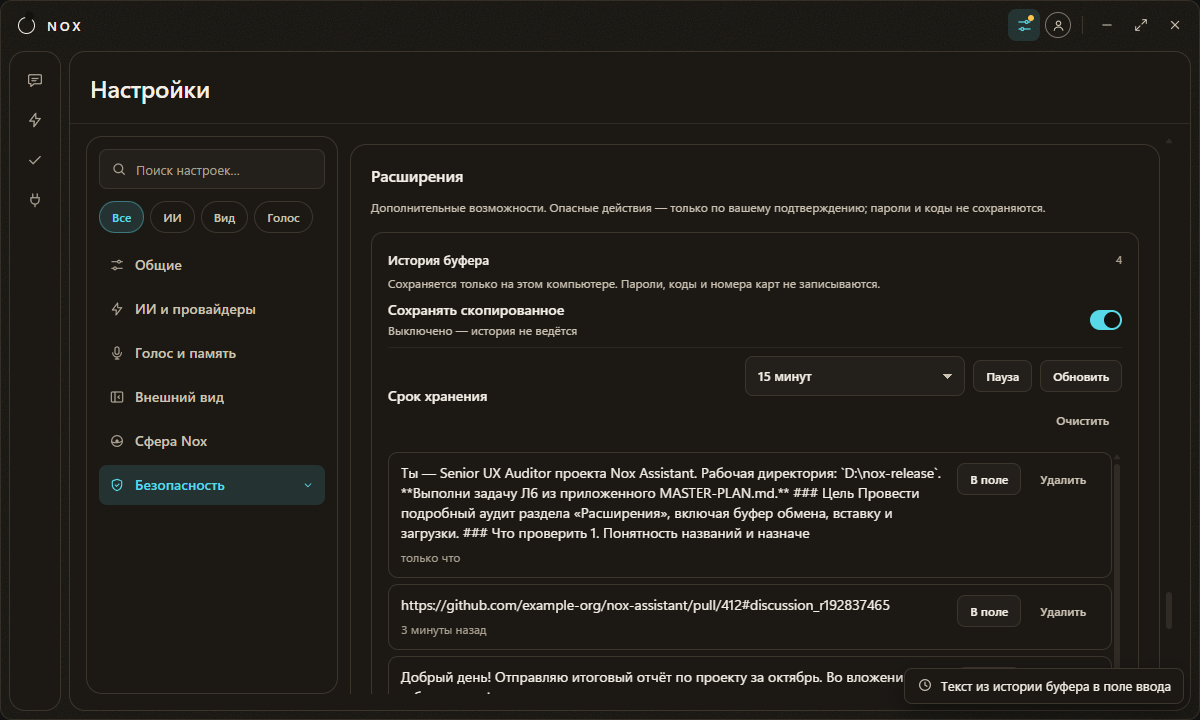 NOX
Настройки
Поиск настроек...
Все
ИИ
Вид
Голос
Общие
ИИ и провайдеры
Голос и память
Внешний вид
Сфера Nox
Безопасность
Расширения
Дополнительные возможности. Опасные действия — только по вашему подтверждению; пароли и коды не сохраняются.
История буфера
4
Сохраняется только на этом компьютере. Пароли, коды и номера карт не записываются.
Сохранять скопированное
Выключено — история не ведётся
Срок хранения
15 минут
Пауза
Обновить
Очистить
Ты — Senior UX Auditor проекта Nox Assistant. Рабочая директория: `D:\nox-release`.
**Выполни задачу Л6 из приложенного MASTER-PLAN.md.** ### Цель Провести
подробный аудит раздела «Расширения», включая буфер обмена, вставку и
загрузки. ### Что проверить 1. Понятность названий и назначе
только что
В поле
Удалить
https://github.com/example-org/nox-assistant/pull/412#discussion_r192837465
3 минуты назад
В поле
Удалить
Добрый день! Отправляю итоговый отчёт по проекту за октябрь. Во вложени
Текст из истории буфера в поле ввода